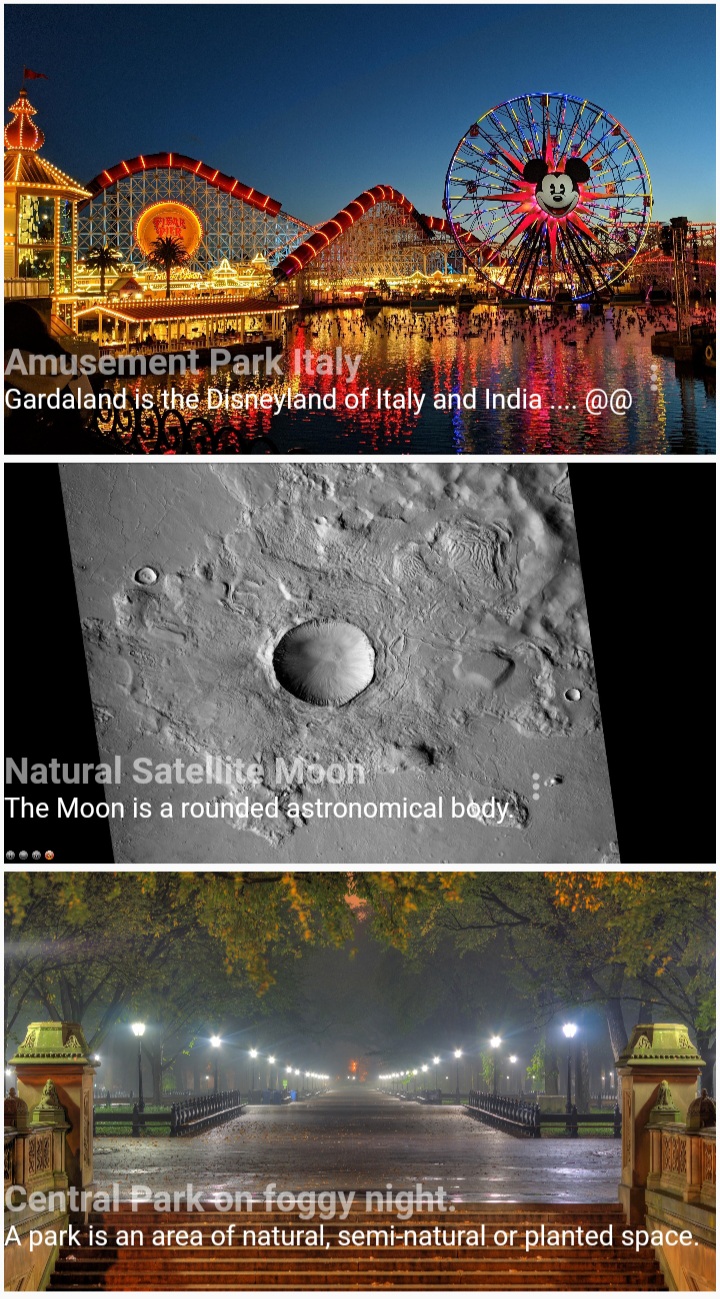 Amusement Park Italy
Gardaland is the Disneyland of Italy and India .... @@
Natural Satellite Moon
The Moon is a rounded astronomical body.
Central Park on foggy night.
A park is an area of natural, semi-natural or planted space.